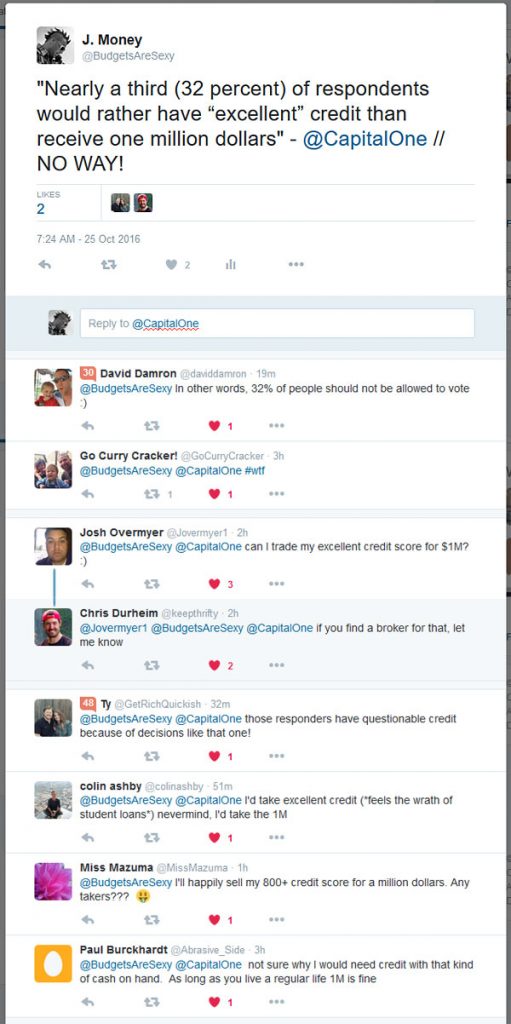 J. Money
@BudgetsAreSexy
"Nearly a third (32 percent) of respondents
would rather have “excellent” credit than
receive one million dollars" - @CapitalOne //
NO WAY!
LIKES
2
7:24 AM - 25 Oct 2016
2
Reply to @CapitalOne
30 David Damron @daviddamron · 19m
@BudgetsAreSexy In other words, 32% of people should not be allowed to vote
:)
1
Go Curry Cracker! @GoCurryCracker · 3h
@BudgetsAreSexy @CapitalOne #wtf
1 1
Josh Overmyer @Jovermyer1 · 2h
@BudgetsAreSexy @CapitalOne can I trade my excellent credit score for $1M?
:)
3
Chris Durheim @keepthrifty · 2h
@Jovermyer1 @BudgetsAreSexy @CapitalOne if you find a broker for that, let
me know
2
48 Ty @GetRichQuickish · 32m
@BudgetsAreSexy @CapitalOne those responders have questionable credit
because of decisions like that one!
1
colin ashby @colinashby · 51m
@BudgetsAreSexy @CapitalOne I'd take excellent credit (*feels the wrath of
student loans*) nevermind, I'd take the 1M
1
Miss Mazuma @MissMazuma · 1h
@BudgetsAreSexy I'll happily sell my 800+ credit score for a million dollars. Any
takers??? 🤑
1
Paul Burckhardt @Abrasive_Side · 3h
@BudgetsAreSexy @CapitalOne not sure why I would need credit with that kind
of cash on hand. As long as you live a regular life 1M is fine
1